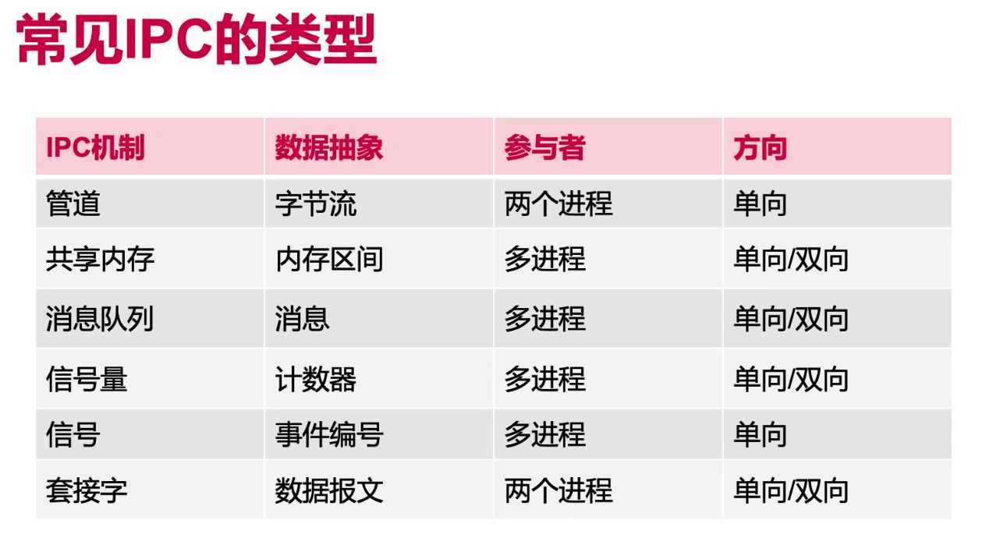 常见IPC的类型
IPC机制 数据抽象 参与者 方向
管道 字节流 两个进程 单向
共享内存 内存区间 多进程 单向/双向
消息队列 消息 多进程 单向/双向
信号量 计数器 多进程 单向/双向
信号 事件编号 多进程 单向
套接字 数据报文 两个进程 单向/双向